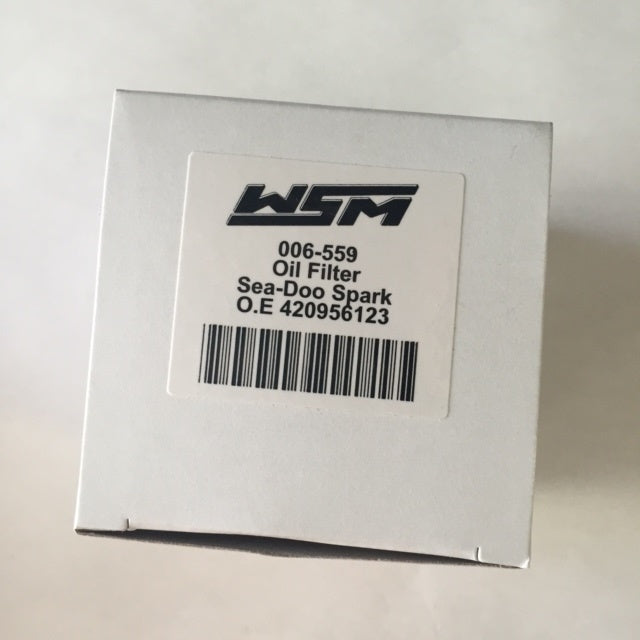 WSM
006-559
Oil Filter
Sea-Doo Spark
O.E 420956123